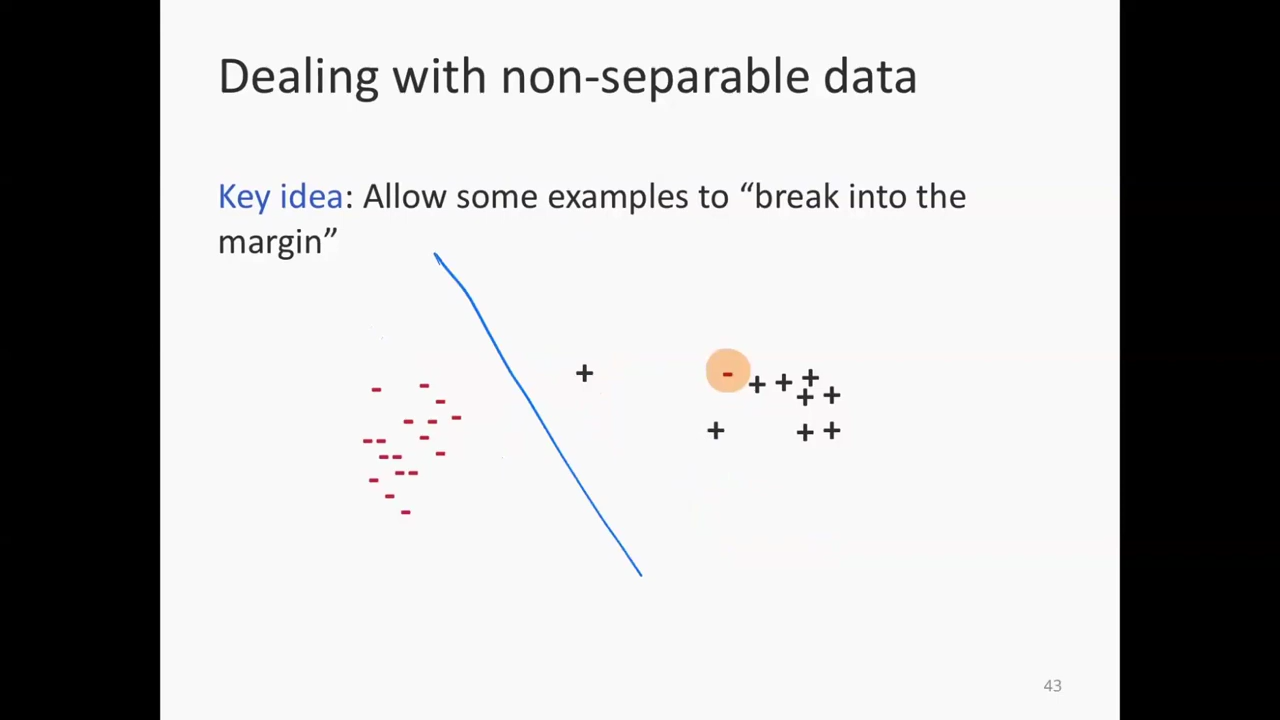 Dealing with non-separable data
Key idea: Allow some examples to “break into the
margin”
43